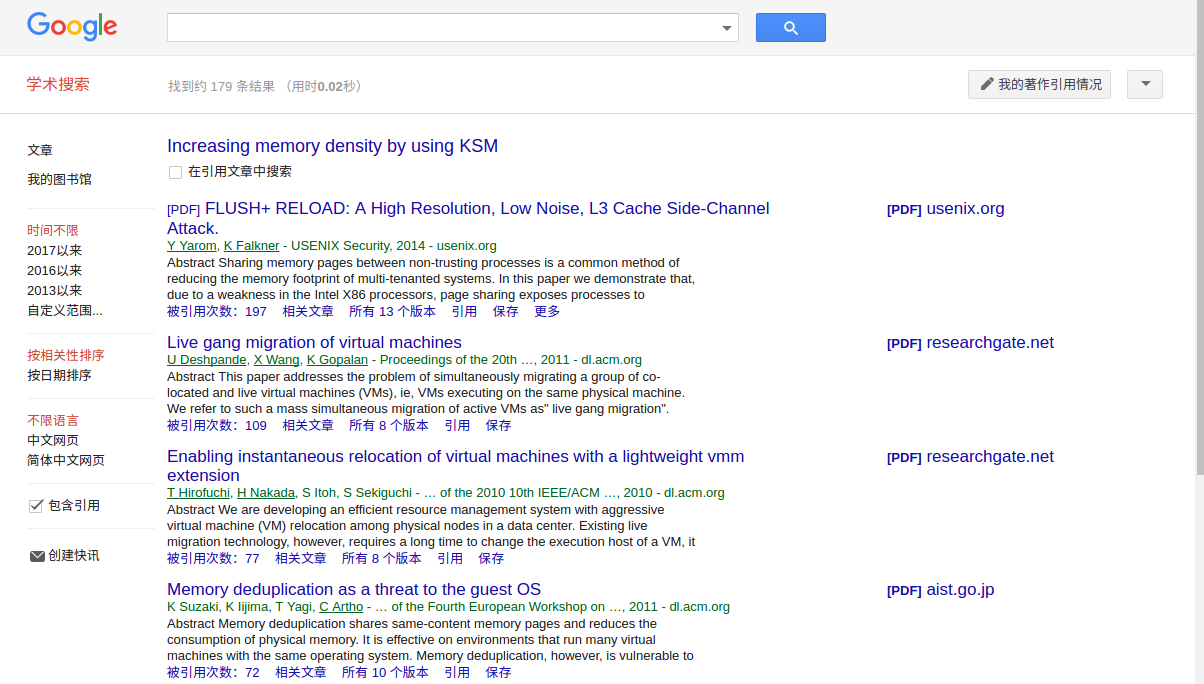 Google
学术搜索
找到约 179 条结果 （用时0.02秒）
我的著作引用情况
文章
我的图书馆
时间不限
2017以来
2016以来
2013以来
自定义范围...
按相关性排序
按日期排序
不限语言
中文网页
简体中文网页
包含引用
创建快讯
Increasing memory density by using KSM
在引用文章中搜索
[PDF] FLUSH+ RELOAD: A High Resolution, Low Noise, L3 Cache Side-Channel
Attack.
Y Yarom, K Falkner - USENIX Security, 2014 - usenix.org
Abstract Sharing memory pages between non-trusting processes is a common method of
reducing the memory footprint of multi-tenanted systems. In this paper we demonstrate that,
due to a weakness in the Intel X86 processors, page sharing exposes processes to
被引用次数：197 相关文章 所有 13 个版本 引用 保存 更多
[PDF] usenix.org
Live gang migration of virtual machines
U Deshpande, X Wang, K Gopalan - Proceedings of the 20th …, 2011 - dl.acm.org
Abstract This paper addresses the problem of simultaneously migrating a group of co-
located and live virtual machines (VMs), ie, VMs executing on the same physical machine.
We refer to such a mass simultaneous migration of active VMs as" live gang migration".
被引用次数：109 相关文章 所有 8 个版本 引用 保存
[PDF] researchgate.net
Enabling instantaneous relocation of virtual machines with a lightweight vmm
extension
T Hirofuchi, H Nakada, S Itoh, S Sekiguchi - … of the 2010 10th IEEE/ACM …, 2010 - dl.acm.org
Abstract We are developing an efficient resource management system with aggressive
virtual machine (VM) relocation among physical nodes in a data center. Existing live
migration technology, however, requires a long time to change the execution host of a VM, it
被引用次数：77 相关文章 所有 8 个版本 引用 保存
[PDF] researchgate.net
Memory deduplication as a threat to the guest OS
K Suzaki, K Iijima, T Yagi, C Artho - … of the Fourth European Workshop on …, 2011 - dl.acm.org
Abstract Memory deduplication shares same-content memory pages and reduces the
consumption of physical memory. It is effective on environments that run many virtual
machines with the same operating system. Memory deduplication, however, is vulnerable to
被引用次数：72 相关文章 所有 10 个版本 引用 保存
[PDF] aist.go.jp